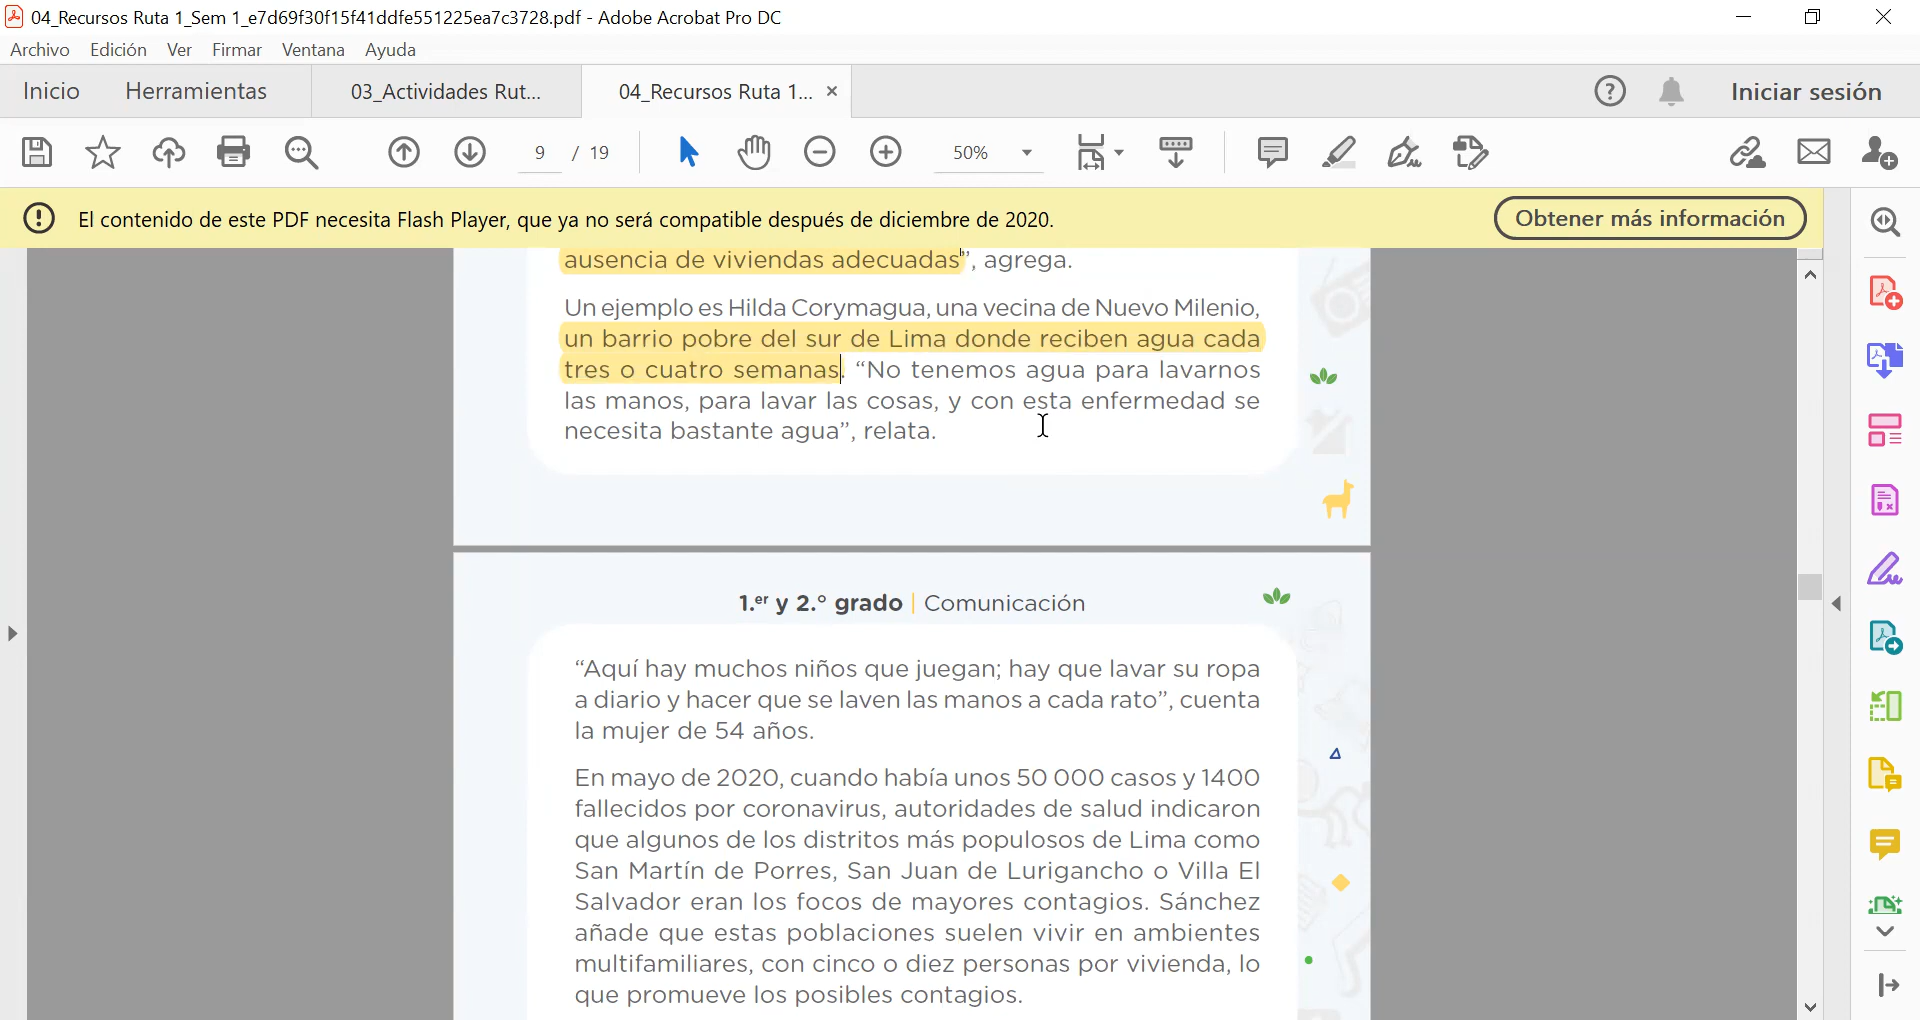 04_Recursos Ruta 1_Sem 1_e7d69f30f15f41ddfe551225ea7c3728.pdf - Adobe Acrobat Pro DC
Archivo Edición Ver Firmar Ventana Ayuda
Inicio Herramientas 03_Actividades Rut... 04_Recursos Ruta 1... × Iniciar sesión
9 / 19 50%
El contenido de este PDF necesita Flash Player, que ya no será compatible después de diciembre de 2020. Obtener más información
ausencia de viviendas adecuadas”, agrega.
Un ejemplo es Hilda Corymagua, una vecina de Nuevo Milenio,
un barrio pobre del sur de Lima donde reciben agua cada
tres o cuatro semanas. “No tenemos agua para lavarnos
las manos, para lavar las cosas, y con esta enfermedad se
necesita bastante agua”, relata.
1.er y 2.° grado | Comunicación
“Aquí hay muchos niños que juegan; hay que lavar su ropa
a diario y hacer que se laven las manos a cada rato”, cuenta
la mujer de 54 años.
En mayo de 2020, cuando había unos 50 000 casos y 1400
fallecidos por coronavirus, autoridades de salud indicaron
que algunos de los distritos más populosos de Lima como
San Martín de Porres, San Juan de Lurigancho o Villa El
Salvador eran los focos de mayores contagios. Sánchez
añade que estas poblaciones suelen vivir en ambientes
multifamiliares, con cinco o diez personas por vivienda, lo
que promueve los posibles contagios.